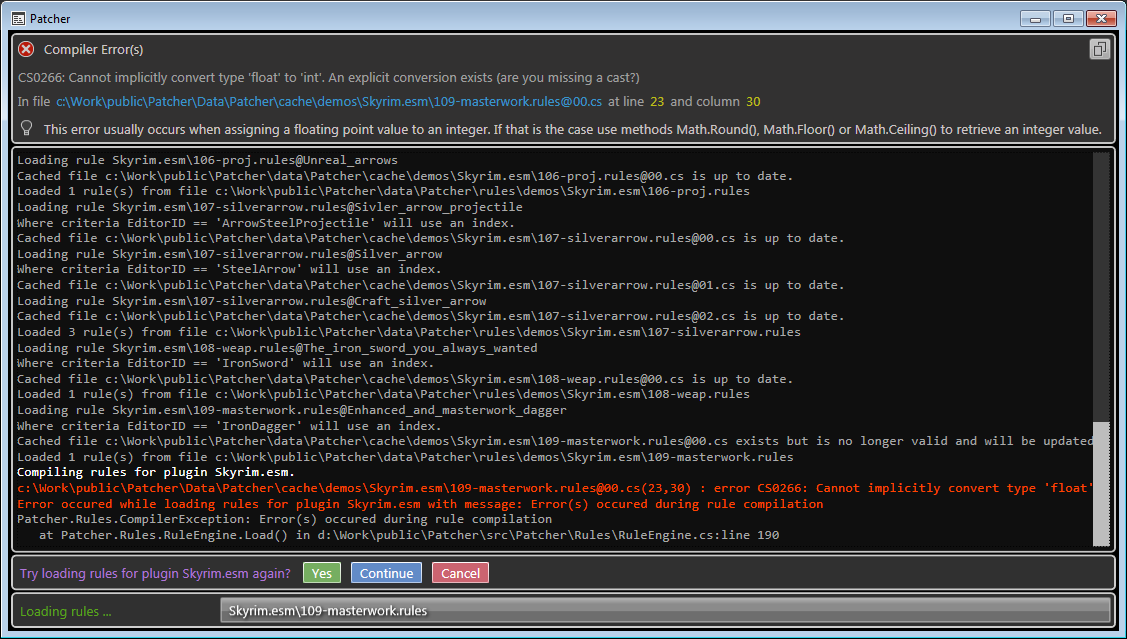 Patcher
Compiler Error(s)
CS0266: Cannot implicitly convert type 'float' to 'int'. An explicit conversion exists (are you missing a cast?)
In file c:\Work\public\Patcher\Data\Patcher\cache\demos\Skyrim.esm\109-masterwork.rules@00.cs at line 23 and column 30
This error usually occurs when assigning a floating point value to an integer. If that is the case use methods Math.Round(), Math.Floor() or Math.Ceiling() to retrieve an integer value.
Loading rule Skyrim.esm\106-proj.rules@Unreal_arrows
Cached file c:\Work\public\Patcher\data\Patcher\cache\demos\Skyrim.esm\106-proj.rules@00.cs is up to date.
Loaded 1 rule(s) from file c:\Work\public\Patcher\data\Patcher\rules\demos\Skyrim.esm\106-proj.rules
Loading rule Skyrim.esm\107-silverarrow.rules@Sivler_arrow_projectile
Where criteria EditorID == 'ArrowSteelProjectile' will use an index.
Cached file c:\Work\public\Patcher\data\Patcher\cache\demos\Skyrim.esm\107-silverarrow.rules@00.cs is up to date.
Loading rule Skyrim.esm\107-silverarrow.rules@Silver_arrow
Where criteria EditorID == 'SteelArrow' will use an index.
Cached file c:\Work\public\Patcher\data\Patcher\cache\demos\Skyrim.esm\107-silverarrow.rules@01.cs is up to date.
Loading rule Skyrim.esm\107-silverarrow.rules@Craft_silver_arrow
Cached file c:\Work\public\Patcher\data\Patcher\cache\demos\Skyrim.esm\107-silverarrow.rules@02.cs is up to date.
Loaded 3 rule(s) from file c:\Work\public\Patcher\data\Patcher\rules\demos\Skyrim.esm\107-silverarrow.rules
Loading rule Skyrim.esm\108-weap.rules@The_iron_sword_you_always_wanted
Where criteria EditorID == 'IronSword' will use an index.
Cached file c:\Work\public\Patcher\data\Patcher\cache\demos\Skyrim.esm\108-weap.rules@00.cs is up to date.
Loaded 1 rule(s) from file c:\Work\public\Patcher\data\Patcher\rules\demos\Skyrim.esm\108-weap.rules
Loading rule Skyrim.esm\109-masterwork.rules@Enhanced_and_masterwork_dagger
Where criteria EditorID == 'IronDagger' will use an index.
Cached file c:\Work\public\Patcher\data\Patcher\cache\demos\Skyrim.esm\109-masterwork.rules@00.cs exists but is no longer valid and will be updated
Loaded 1 rule(s) from file c:\Work\public\Patcher\data\Patcher\rules\demos\Skyrim.esm\109-masterwork.rules
Compiling rules for plugin Skyrim.esm.
c:\Work\public\Patcher\Data\Patcher\cache\demos\Skyrim.esm\109-masterwork.rules@00.cs(23,30) : error CS0266: Cannot implicitly convert type 'float'
Error occured while loading rules for plugin Skyrim.esm with message: Error(s) occured during rule compilation
Patcher.Rules.CompilerException: Error(s) occured during rule compilation
at Patcher.Rules.RuleEngine.Load() in d:\Work\public\Patcher\src\Patcher\Rules\RuleEngine.cs:line 190
Try loading rules for plugin Skyrim.esm again? Yes Continue Cancel
Loading rules ... Skyrim.esm\109-masterwork.rules